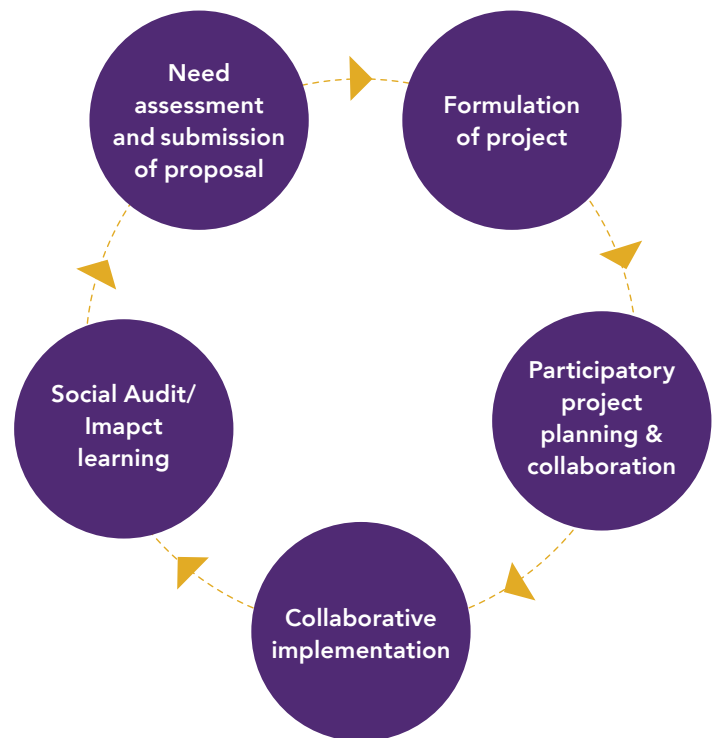 Need
assessment
and submission
of proposal
Formulation
of project
Participatory
project
planning &
collaboration
Collaborative
implementation
Social Audit/
Imapct
learning